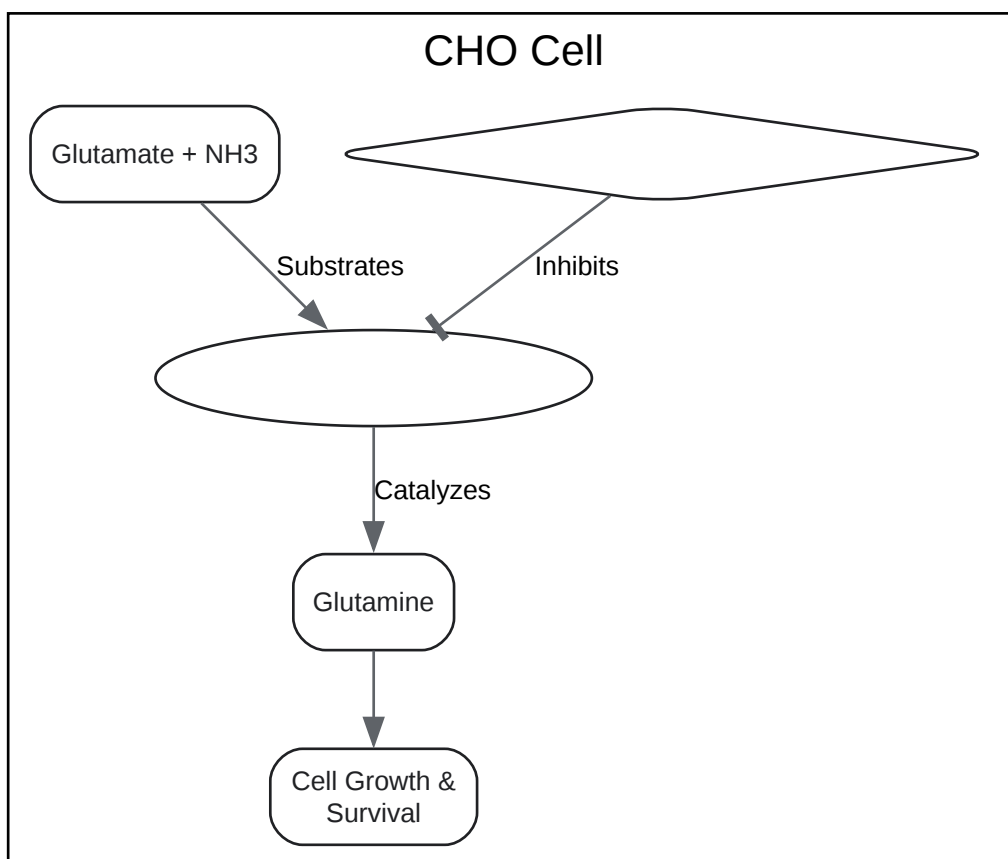 CHO Cell
Glutamate + NH3
Substrates
Inhibits
Catalyzes
Glutamine
Cell Growth &
Survival